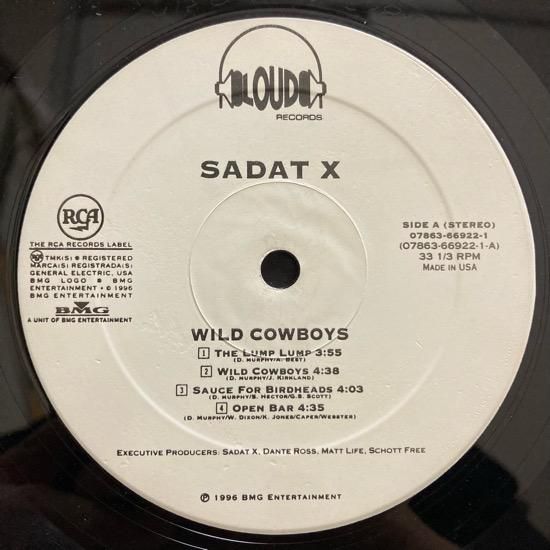 LOUD
RECORDS
SADAT X
RCA
THE RCA RECORDS LABEL
RCA TMK(S) ® REGISTERED
MARCA(S) REGISTRADA(S)
GENERAL ELECTRIC, USA
BMG LOGO ® BMG
ENTERTAINMENT • © 1996
BMG ENTERTAINMENT
BMG
A UNIT OF BMG ENTERTAINMENT
SIDE A (STEREO)
07863-66922-1
(07863-66922-1-A)
33 1/3 RPM
MADE IN USA
WILD COWBOYS
1 THE LUMP LUMP 3:55
(D. MURPHY/A. BEST)
2 WILD COWBOYS 4:38
(D. MURPHY/J. KIRKLAND)
3 SAUCE FOR BIRDHEADS 4:03
(D. MURPHY/S. HECTOR/G.B. SCOTT)
4 OPEN BAR 4:35
(D. MURPHY/W. DIXON/K. JONES/CAPER/WEBSTER)
EXECUTIVE PRODUCERS: SADAT X, DANTE ROSS, MATT LIFE, SCHOTT FREE
℗ 1996 BMG ENTERTAINMENT